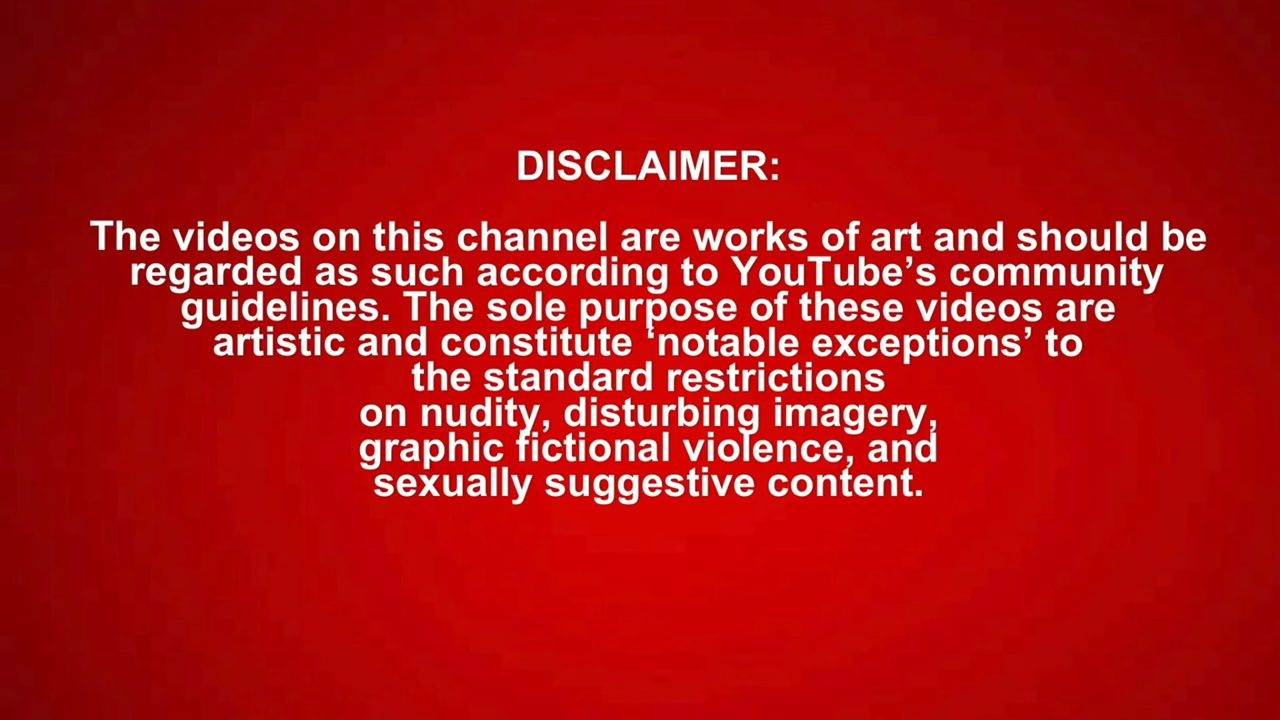 DISCLAIMER:
The videos on this channel are works of art and should be
regarded as such according to YouTube’s community
guidelines. The sole purpose of these videos are
artistic and constitute ‘notable exceptions’ to
the standard restrictions
on nudity, disturbing imagery,
graphic fictional violence, and
sexually suggestive content.